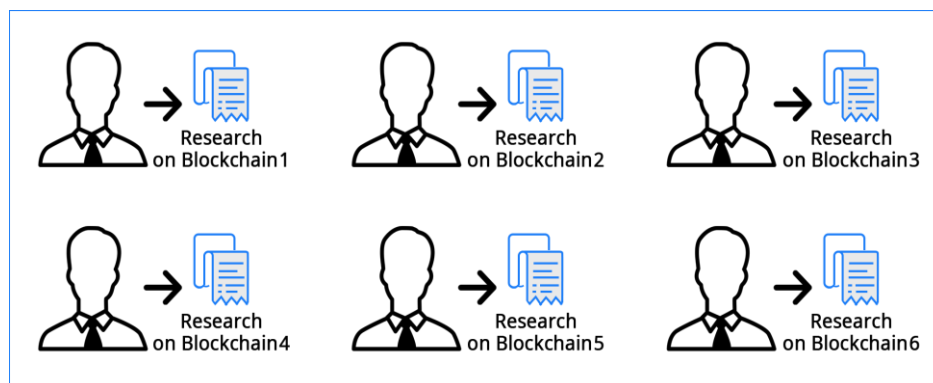 Research
on Blockchain1
Research
on Blockchain2
Research
on Blockchain3
Research
on Blockchain4
Research
on Blockchain5
Research
on Blockchain6